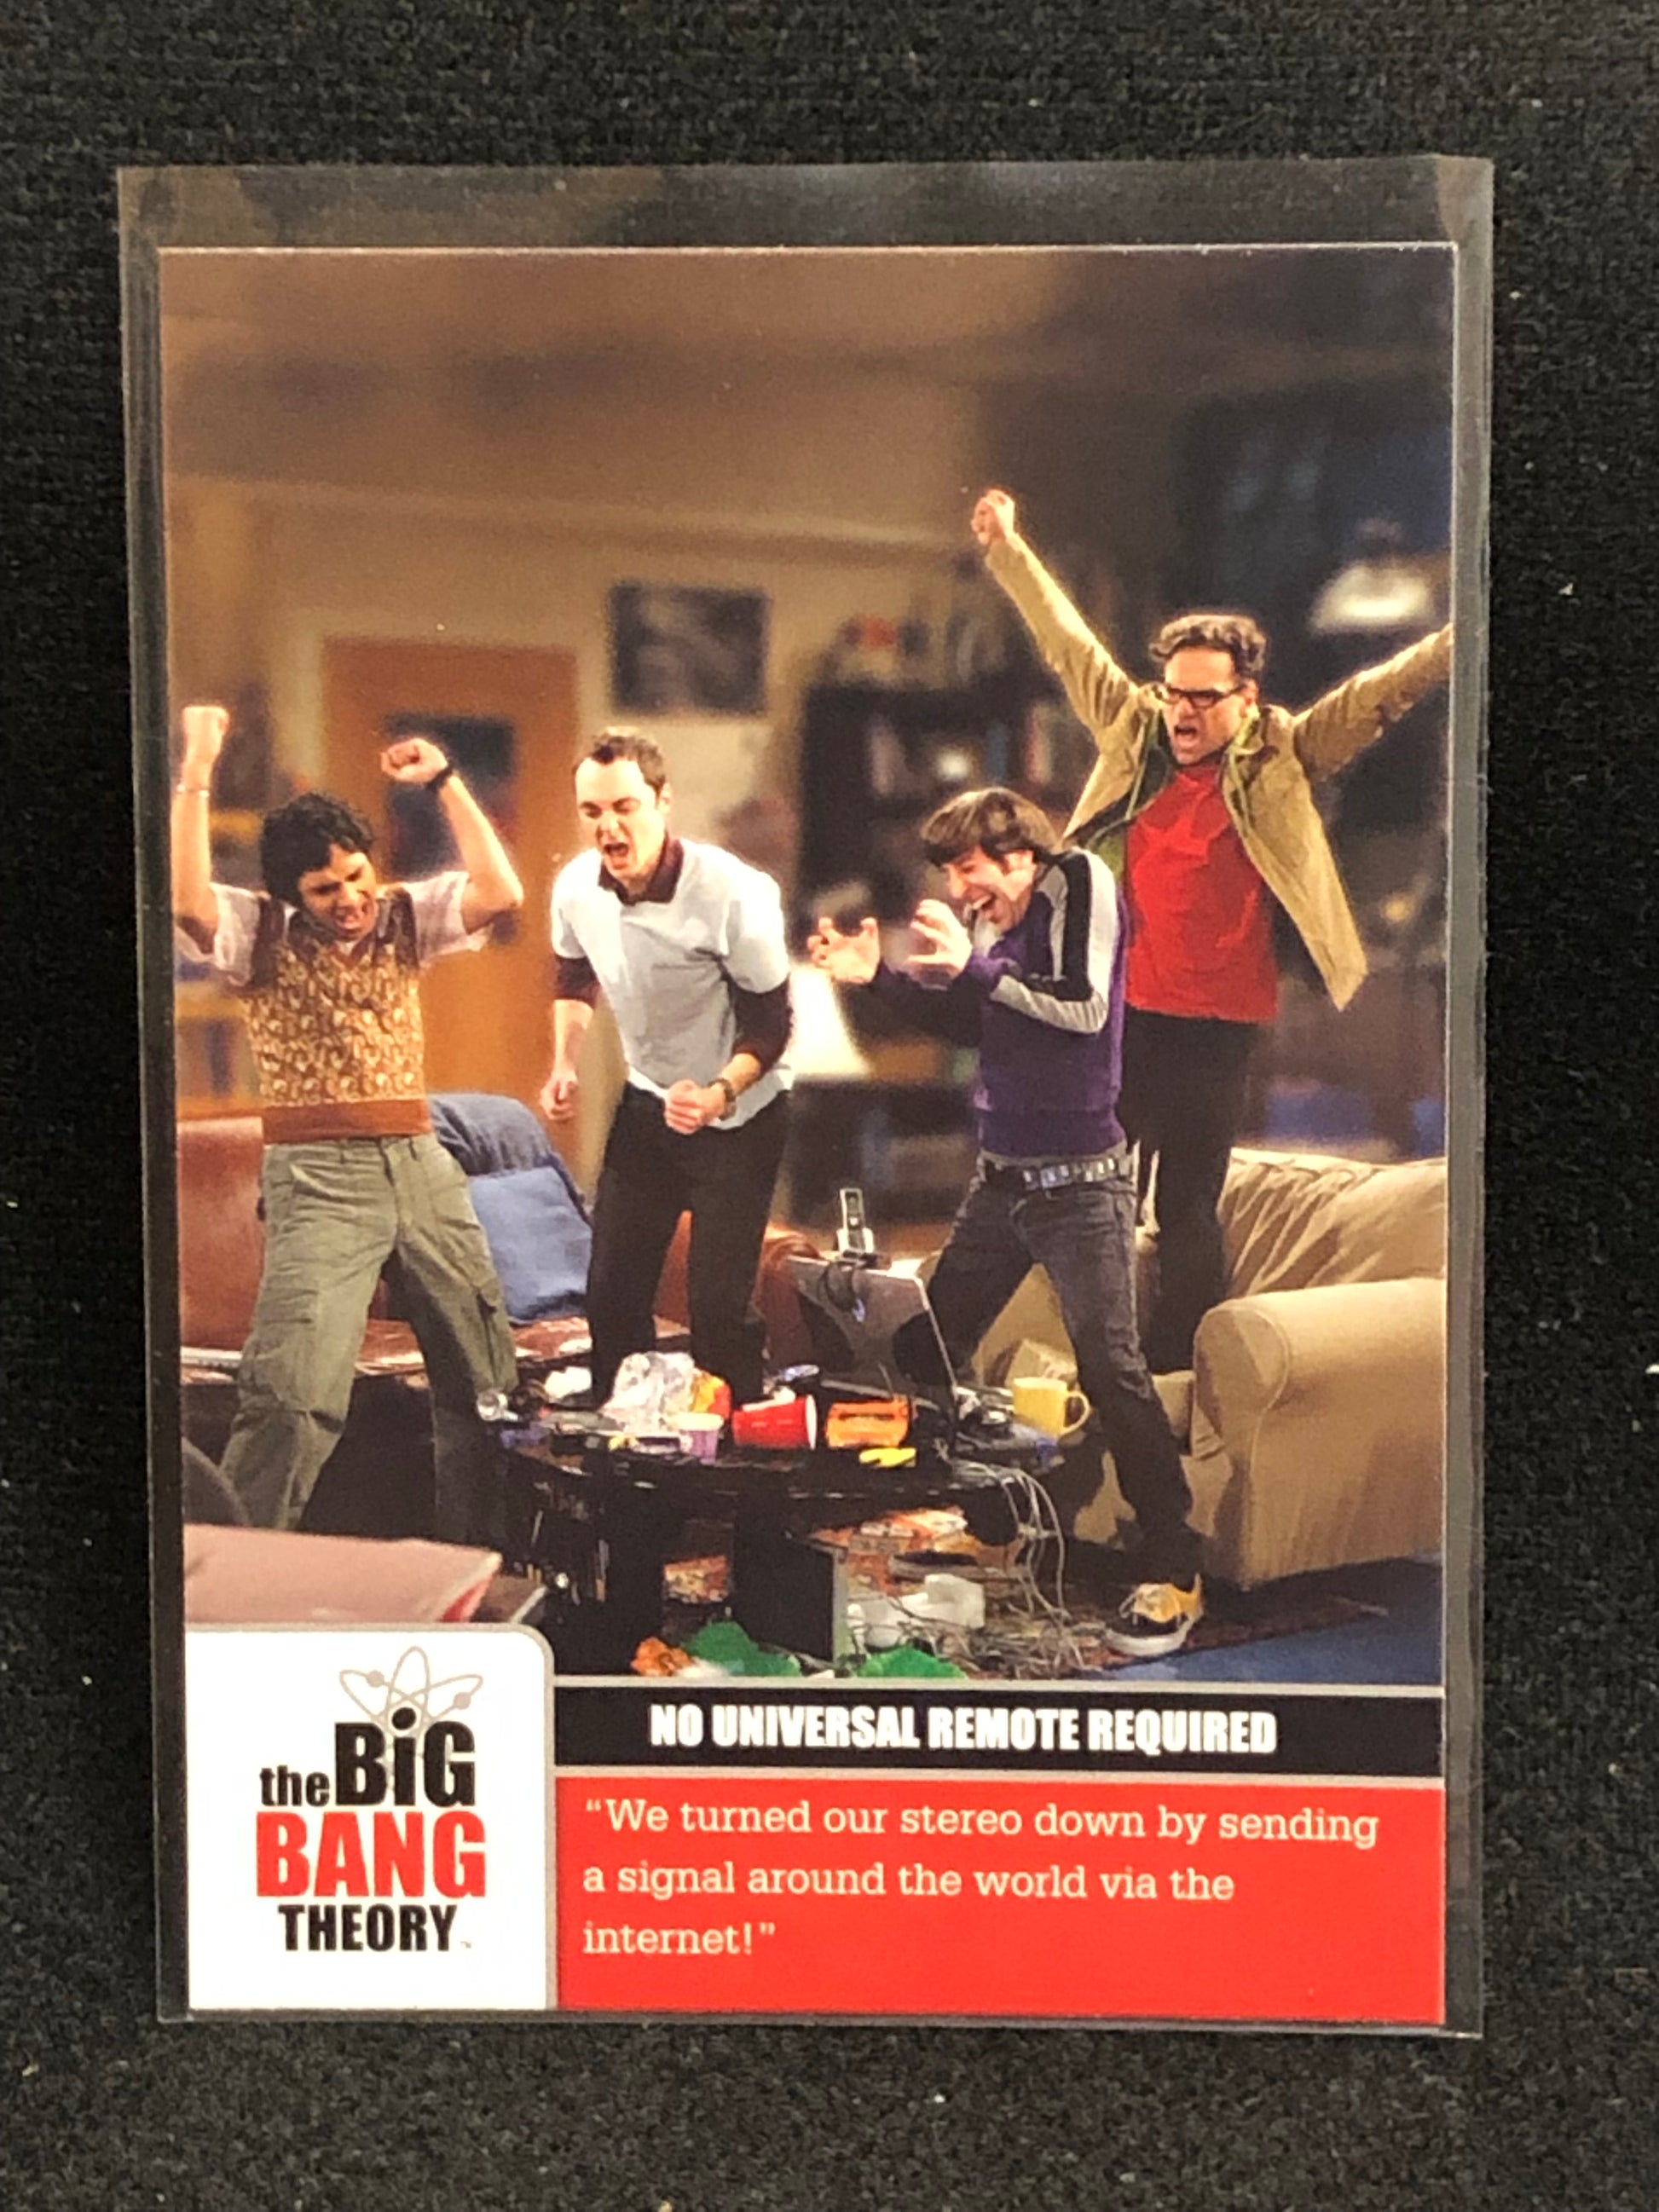 the BiG
BANG
THEORY™
NO UNIVERSAL REMOTE REQUIRED
“We turned our stereo down by sending
a signal around the world via the
internet!”